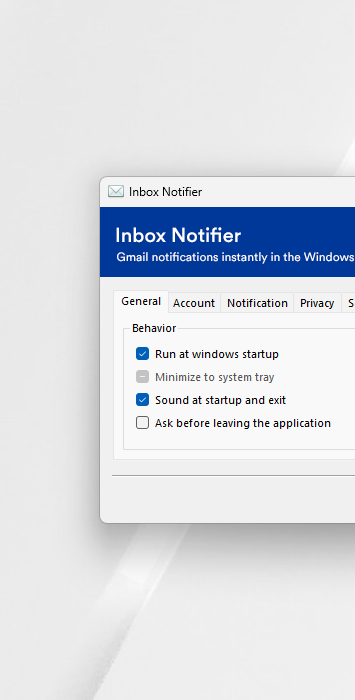 Inbox Notifier
Inbox Notifier
Gmail notifications instantly in the Windows
General Account Notification Privacy S
Behavior
Run at windows startup
Minimize to system tray
Sound at startup and exit
Ask before leaving the application